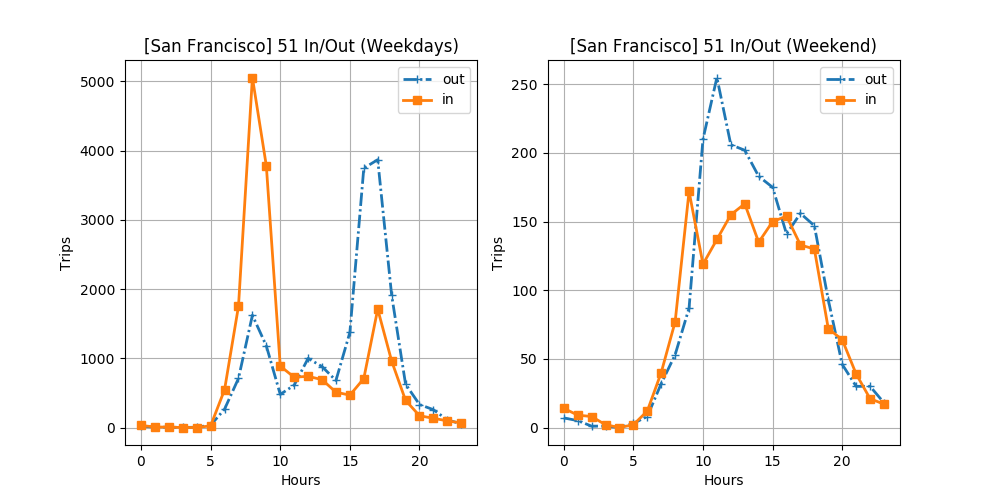 [San Francisco] 51 In/Out (Weekdays)
out
in
5000
4000
3000
2000
1000
0
Trips
0 5 10 15 20
Hours
[San Francisco] 51 In/Out (Weekend)
out
in
250
200
150
100
50
0
Trips
0 5 10 15 20
Hours